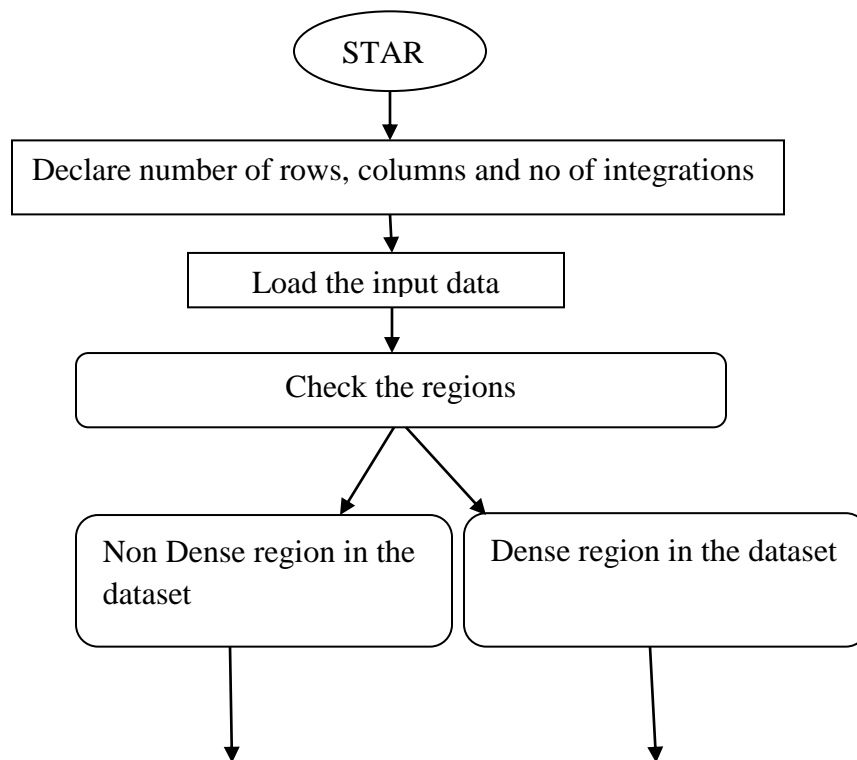 STAR
Declare number of rows, columns and no of integrations
Load the input data
Check the regions
Non Dense region in the
dataset
Dense region in the dataset